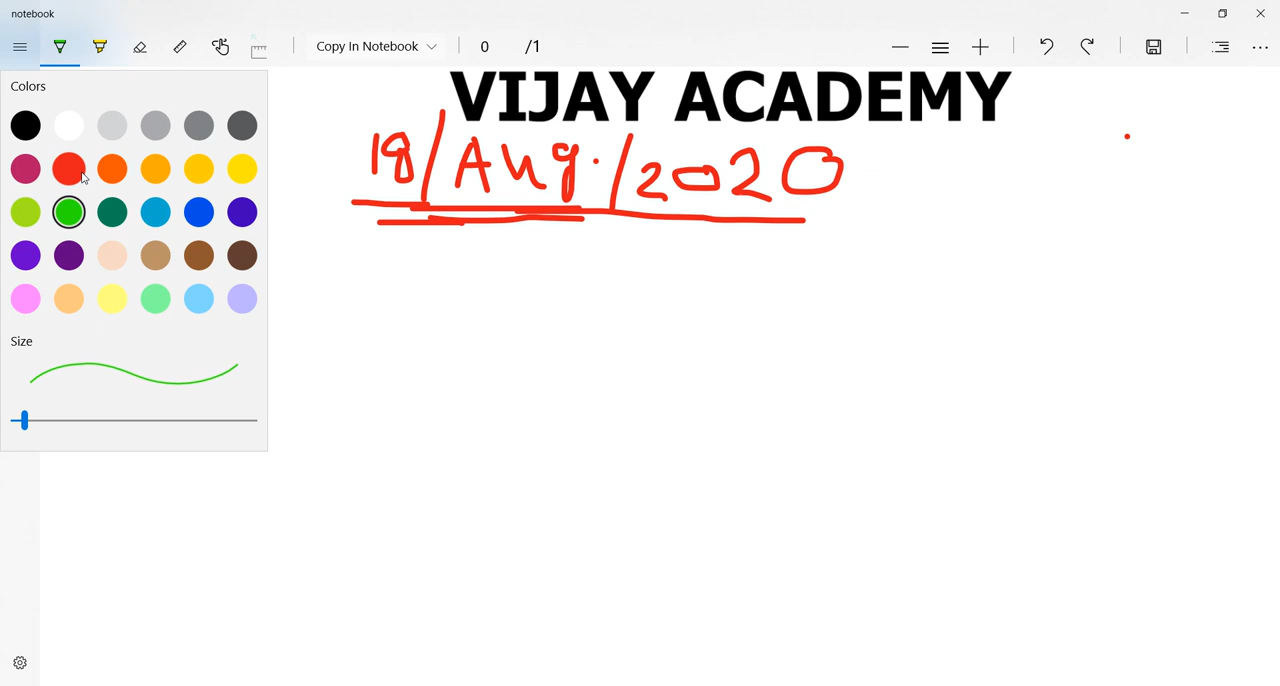 notebook
Copy In Notebook 0 /1
Colors
VIJAY ACADEMY
18/Aug./2020
Size